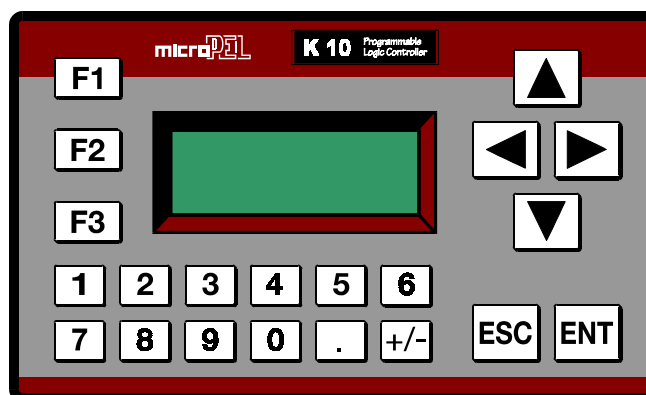 microPEL K 10 Programmable
Logic Controller
F1
F2
F3
1 2 3 4 5 6
7 8 9 0 . +/-
ESC ENT